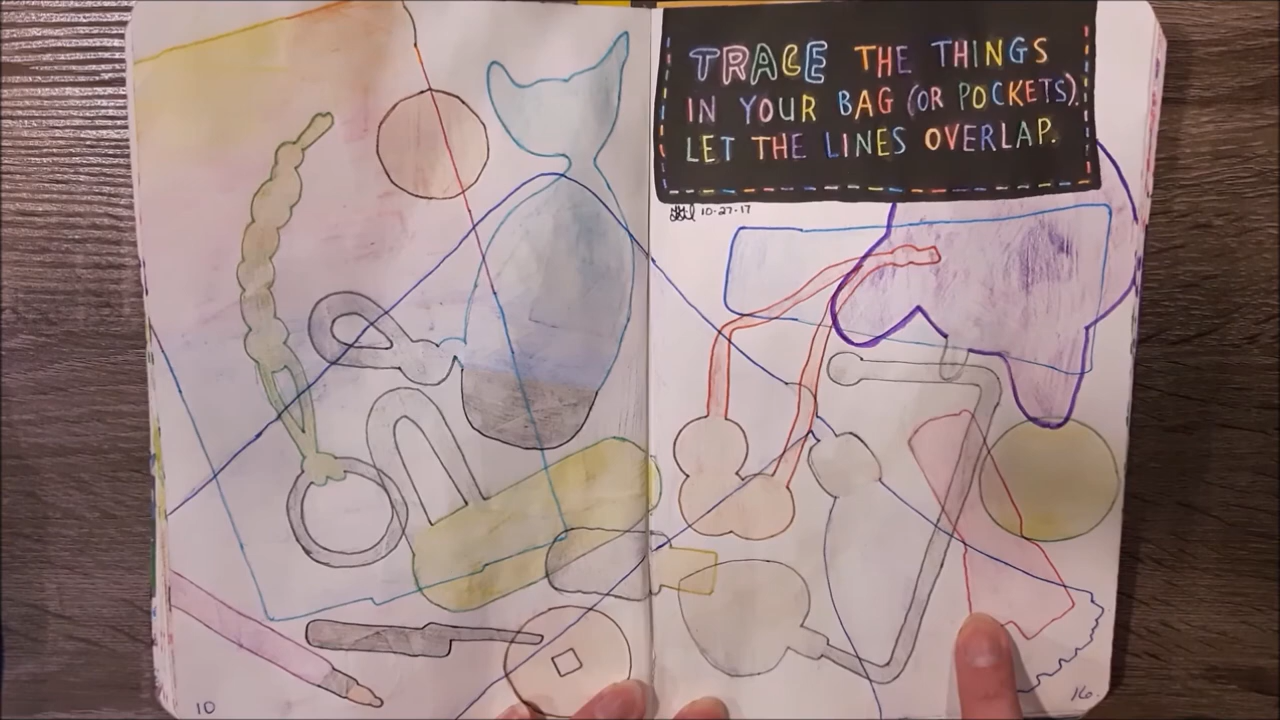 TRACE THE THINGS
IN YOUR BAG (OR POCKETS).
LET THE LINES OVERLAP.
10-27-17
10
16.